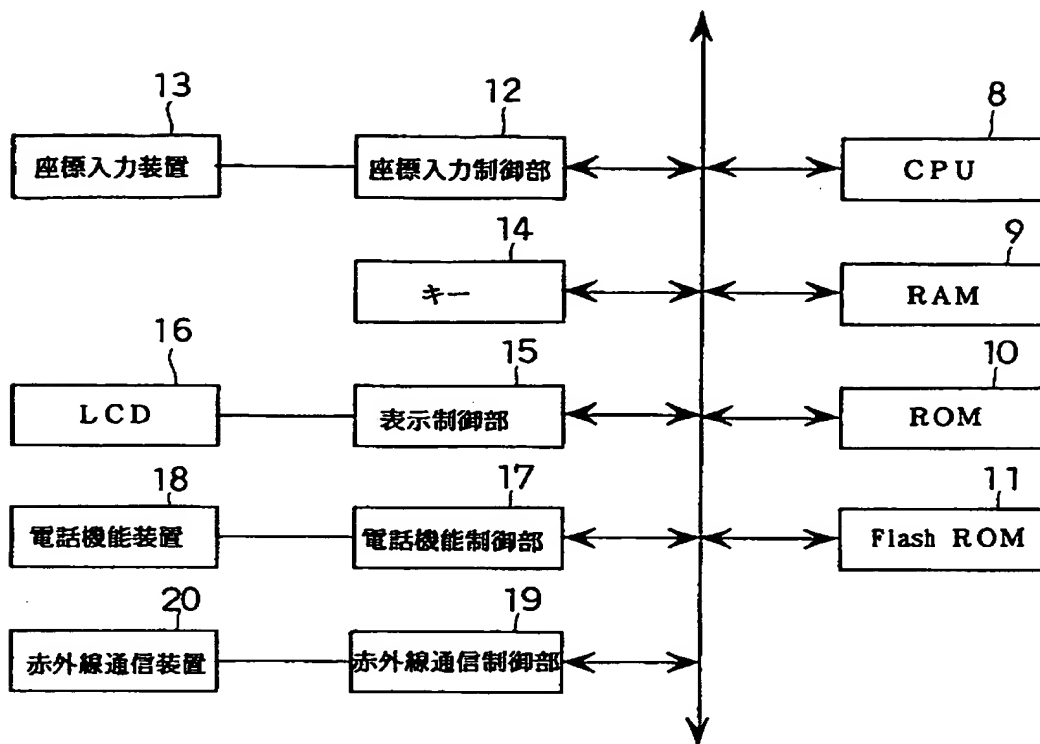 13
12
8
座標入力装置
座標入力制御部
CPU
14
9
キー
RAM
16
15
10
LCD
表示制御部
ROM
18
17
11
電話機能装置
電話機能制御部
Flash ROM
20
19
赤外線通信装置
赤外線通信制御部